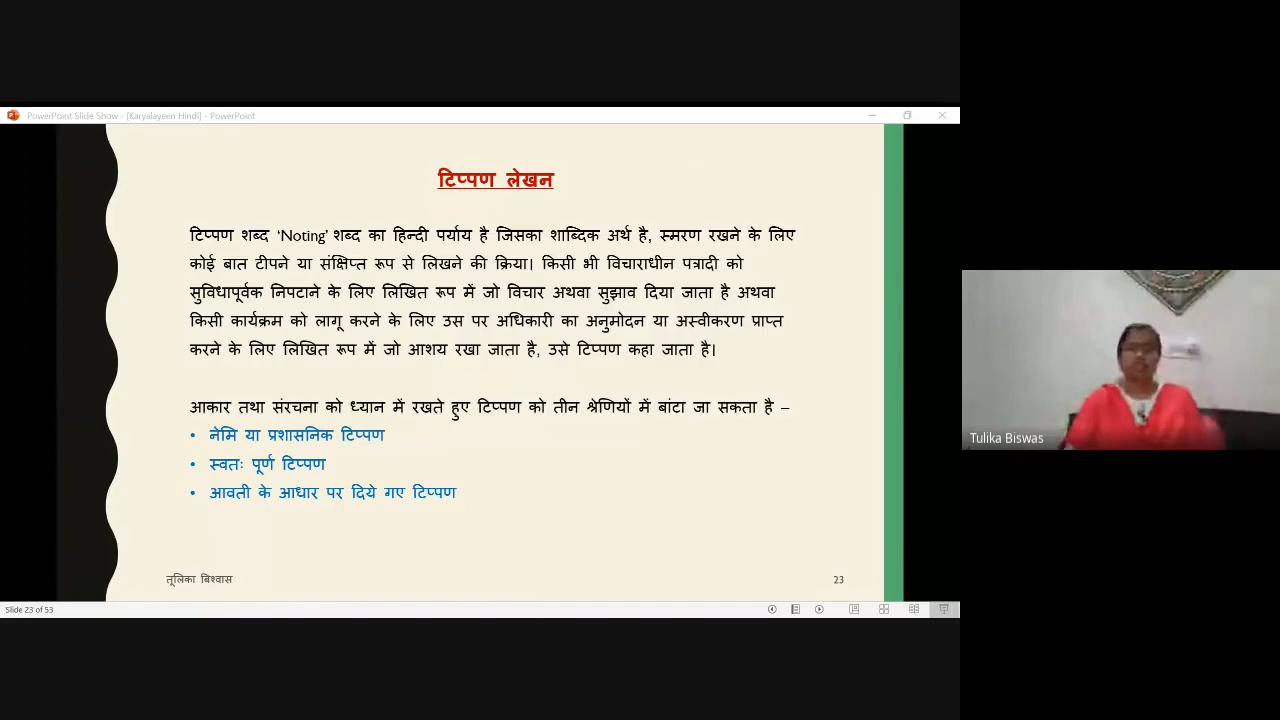 PowerPoint Slide Show - [Karyalayeen Hindi] - PowerPoint
टिप्पण लेखन
टिप्पण शब्द ‘Noting’ शब्द का हिन्दी पर्याय है जिसका शाब्दिक अर्थ है, स्मरण रखने के लिए
कोई बात टीपने या संक्षिप्त रूप से लिखने की क्रिया। किसी भी विचाराधीन पत्रादी को
सुविधापूर्वक निपटाने के लिए लिखित रूप में जो विचार अथवा सुझाव दिया जाता है अथवा
किसी कार्यक्रम को लागू करने के लिए उस पर अधिकारी का अनुमोदन या अस्वीकरण प्राप्त
करने के लिए लिखित रूप में जो आशय रखा जाता है, उसे टिप्पण कहा जाता है।
आकार तथा संरचना को ध्यान में रखते हुए टिप्पण को तीन श्रेणियों में बांटा जा सकता है –
• नेमि या प्रशासनिक टिप्पण
• स्वतः पूर्ण टिप्पण
• आवती के आधार पर दिये गए टिप्पण
तूलिका बिश्वास
23
Slide 23 of 53
Tulika Biswas